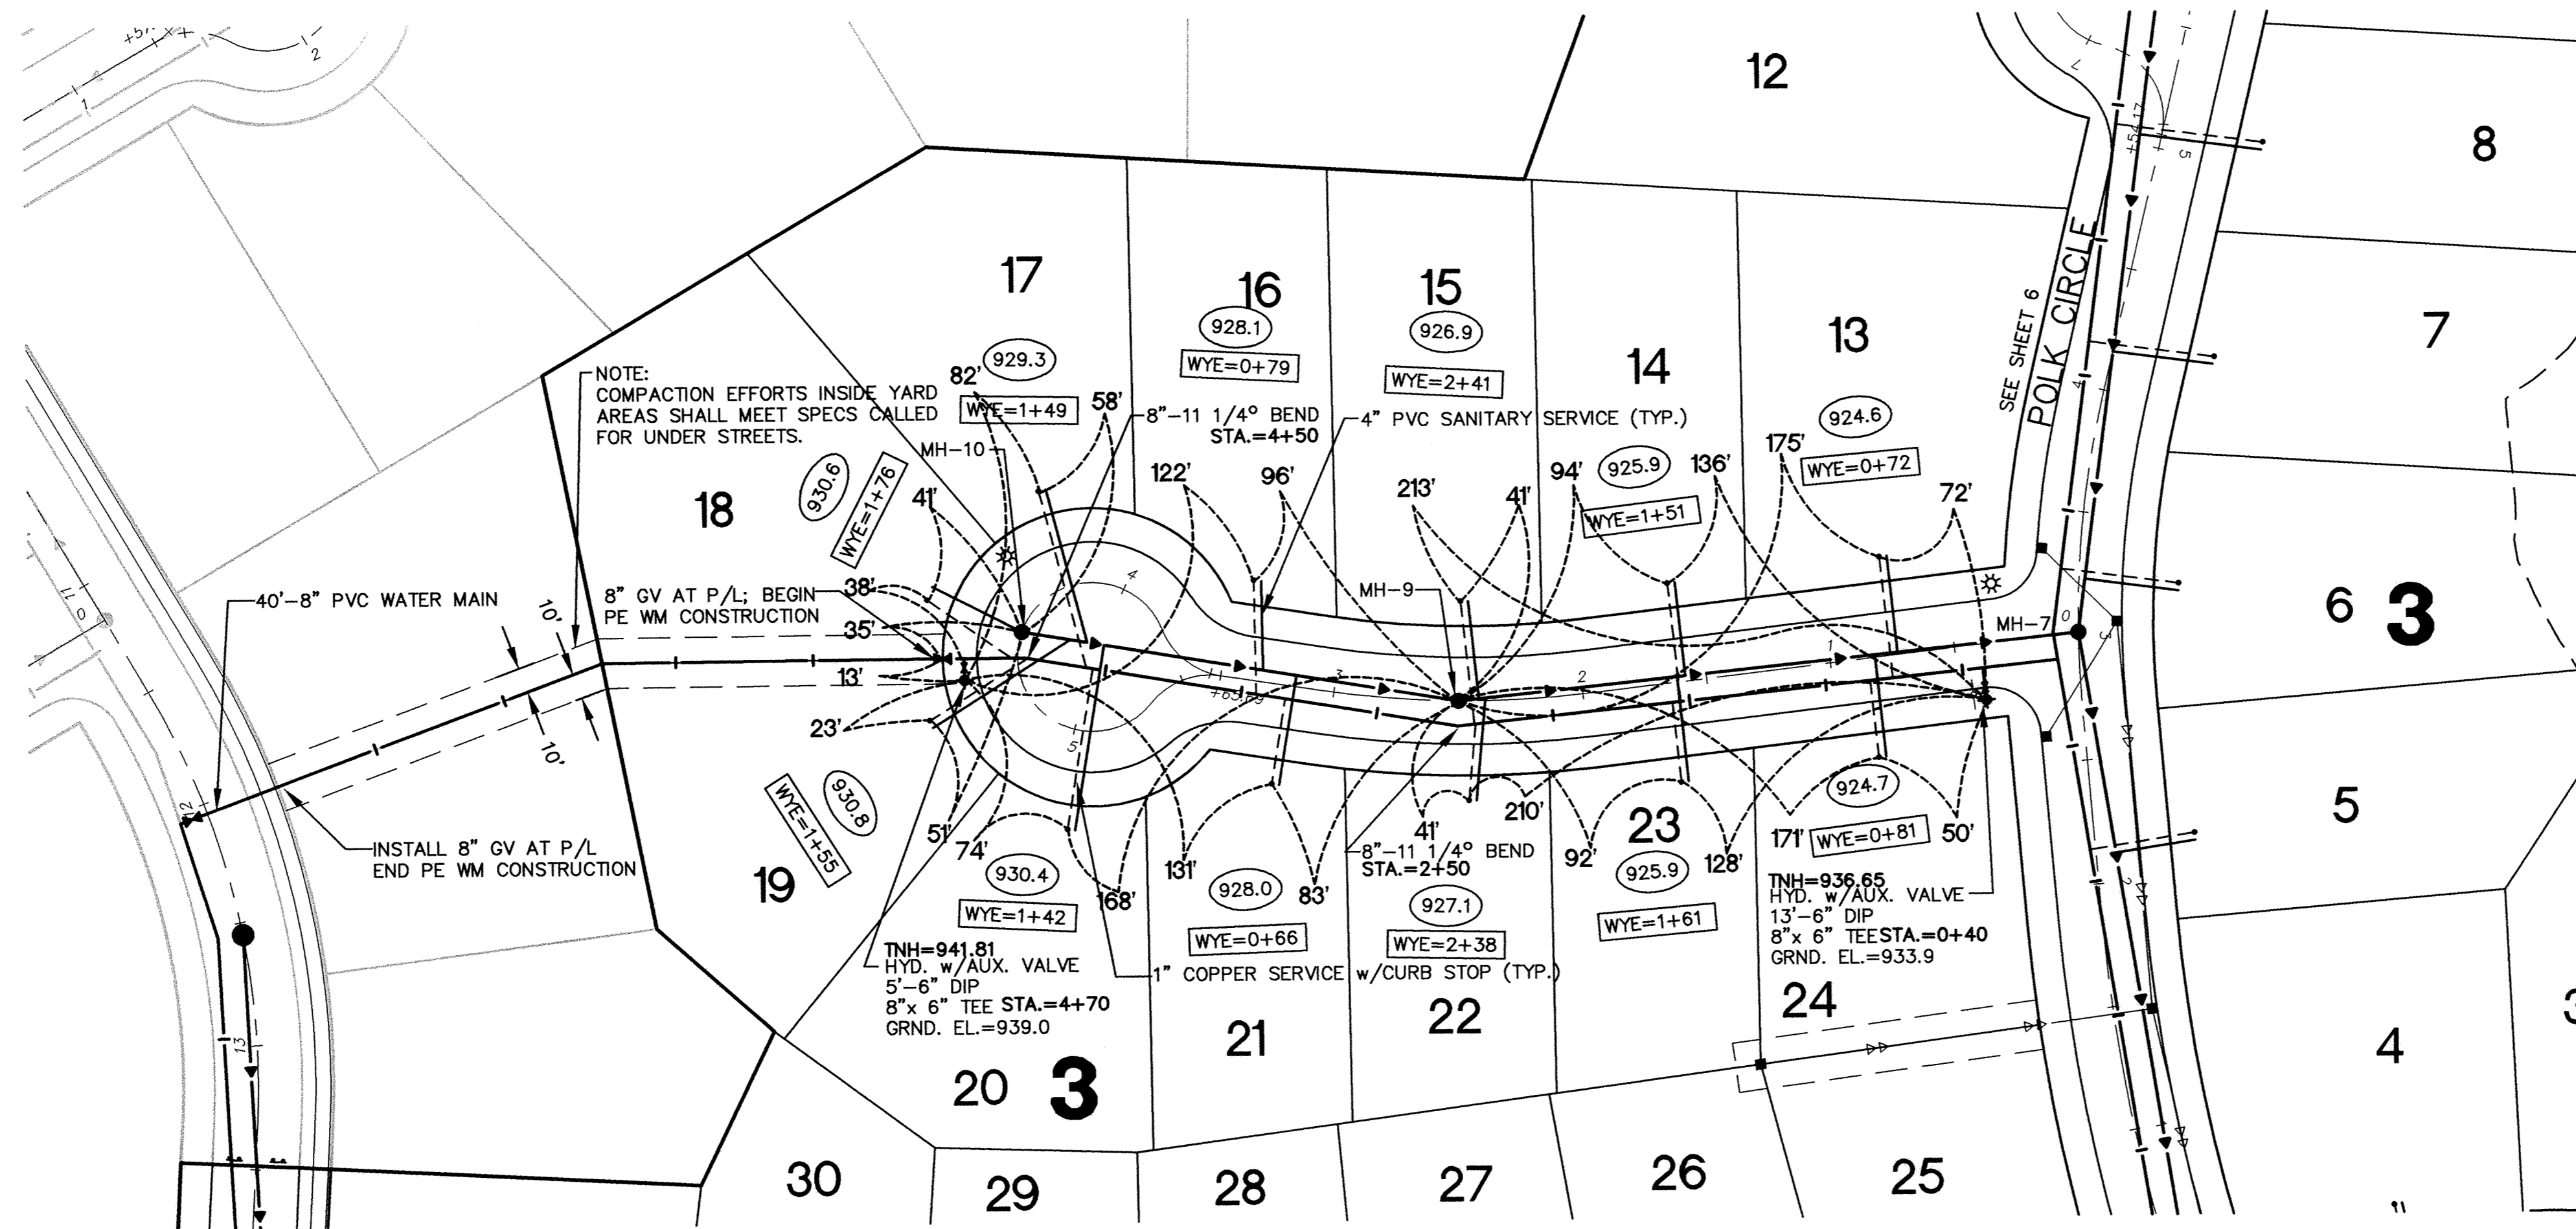 12
8
17
16
15
14
13
7
928.1
926.9
929.3
WYE=0+79
WYE=2+41
924.6
SEE SHEET 6
POLK CIRCLE
NOTE:
COMPACTION EFFORTS INSIDE YARD
AREAS SHALL MEET SPECS CALLED
FOR UNDER STREETS.
82'
WYE=1+49
58'
8"-11 1/4° BEND
STA.=4+50
4" PVC SANITARY SERVICE (TYP.)
MH-10
930.6
WYE=1+76
41'
18
122'
96'
213'
41'
94'
925.9
136'
175'
WYE=0+72
72'
WYE=1+51
40'-8" PVC WATER MAIN
10'
10'
8" GV AT P/L; BEGIN
PE WM CONSTRUCTION
38'
35'
13'
23'
MH-9
MH-7
6
3
4
3
2
1
0
+65.69
5
12
INSTALL 8" GV AT P/L
END PE WM CONSTRUCTION
19
WYE=1+55
930.8
51'
74'
930.4
WYE=1+42
168'
131'
928.0
83'
WYE=0+66
41'
210'
8"-11 1/4° BEND
STA.=2+50
927.1
WYE=2+38
92'
23
925.9
128'
WYE=1+61
171'
924.7
WYE=0+81
50'
5
TNH=936.65
HYD. w/AUX. VALVE
13'-6" DIP
8"x 6" TEE STA.=0+40
GRND. EL.=933.9
TNH=941.81
HYD. w/AUX. VALVE
5'-6" DIP
8"x 6" TEE STA.=4+70
GRND. EL.=939.0
1" COPPER SERVICE w/CURB STOP (TYP.)
13
20
3
21
22
24
4
30
29
28
27
26
25